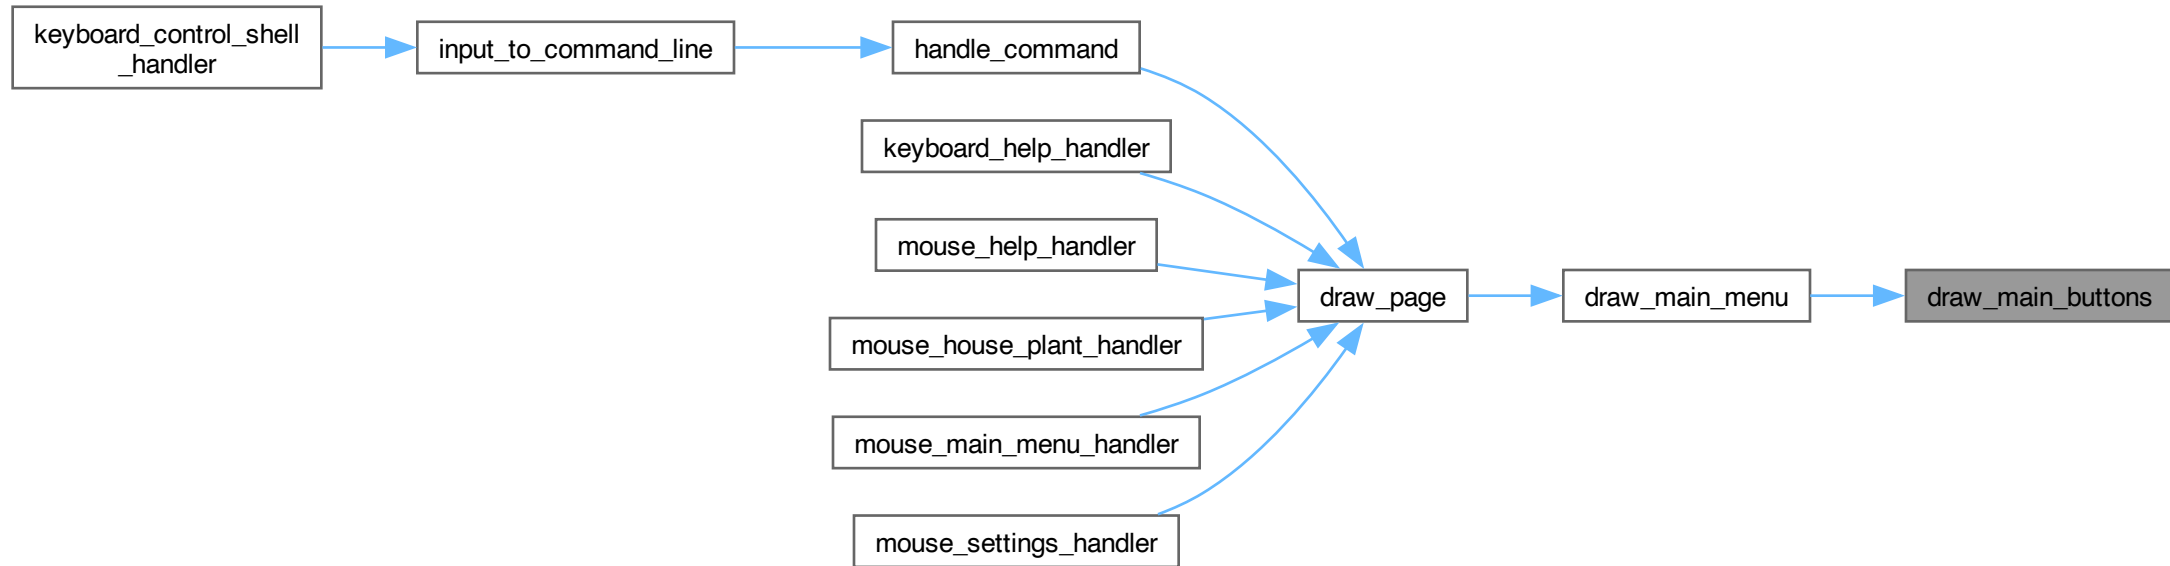 keyboard_control_shell
_handler
input_to_command_line
handle_command
keyboard_help_handler
mouse_help_handler
mouse_house_plant_handler
mouse_main_menu_handler
mouse_settings_handler
draw_page
draw_main_menu
draw_main_buttons